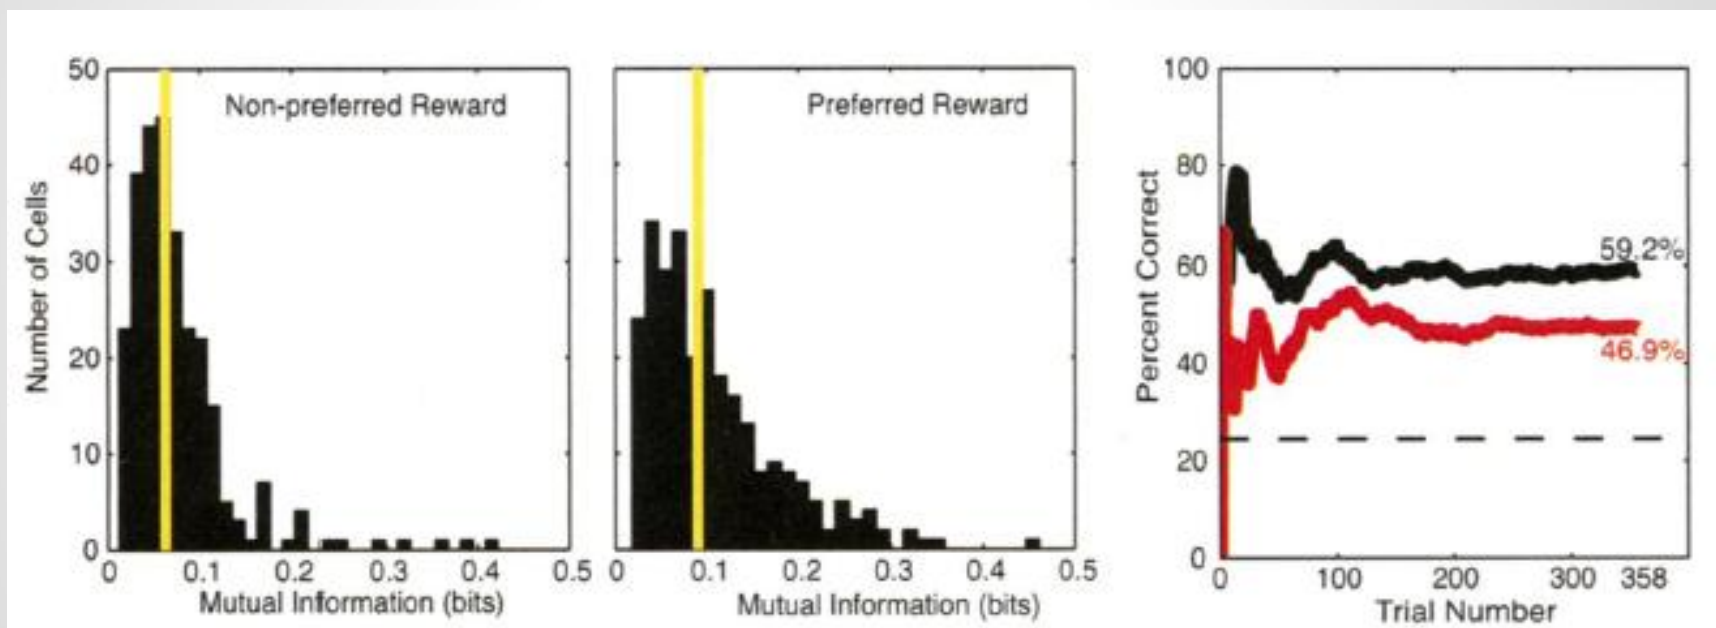 50
40
30
20
10
0
Number of Cells
Non-preferred Reward
0 0.1 0.2 0.3 0.4 0.5
Mutual Information (bits)
Preferred Reward
0 0.1 0.2 0.3 0.4 0.5
Mutual Information (bits)
100
80
60
40
20
0
Percent Correct
59.2%
46.9%
0 100 200 300 358
Trial Number